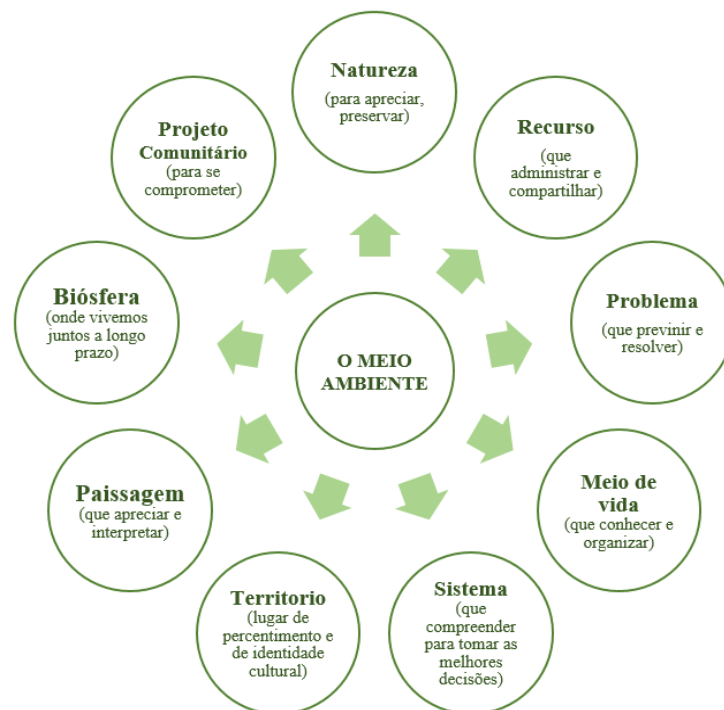 Natureza
(para apreciar,
preservar)
Recurso
(que
administrar e
compartilhar)
Problema
(que previnir e
resolver)
Meio de
vida
(que conhecer e
organizar)
Sistema
(que
compreender
para tomar as
melhores
decisões)
Territorio
(lugar de
percentimento e
de identidade
cultural)
Paissagem
(que apreciar e
interpretar)
Biósfera
(onde vivemos
juntos a longo
prazo)
Projeto
Comunitário
(para se
comprometer)
O MEIO
AMBIENTE